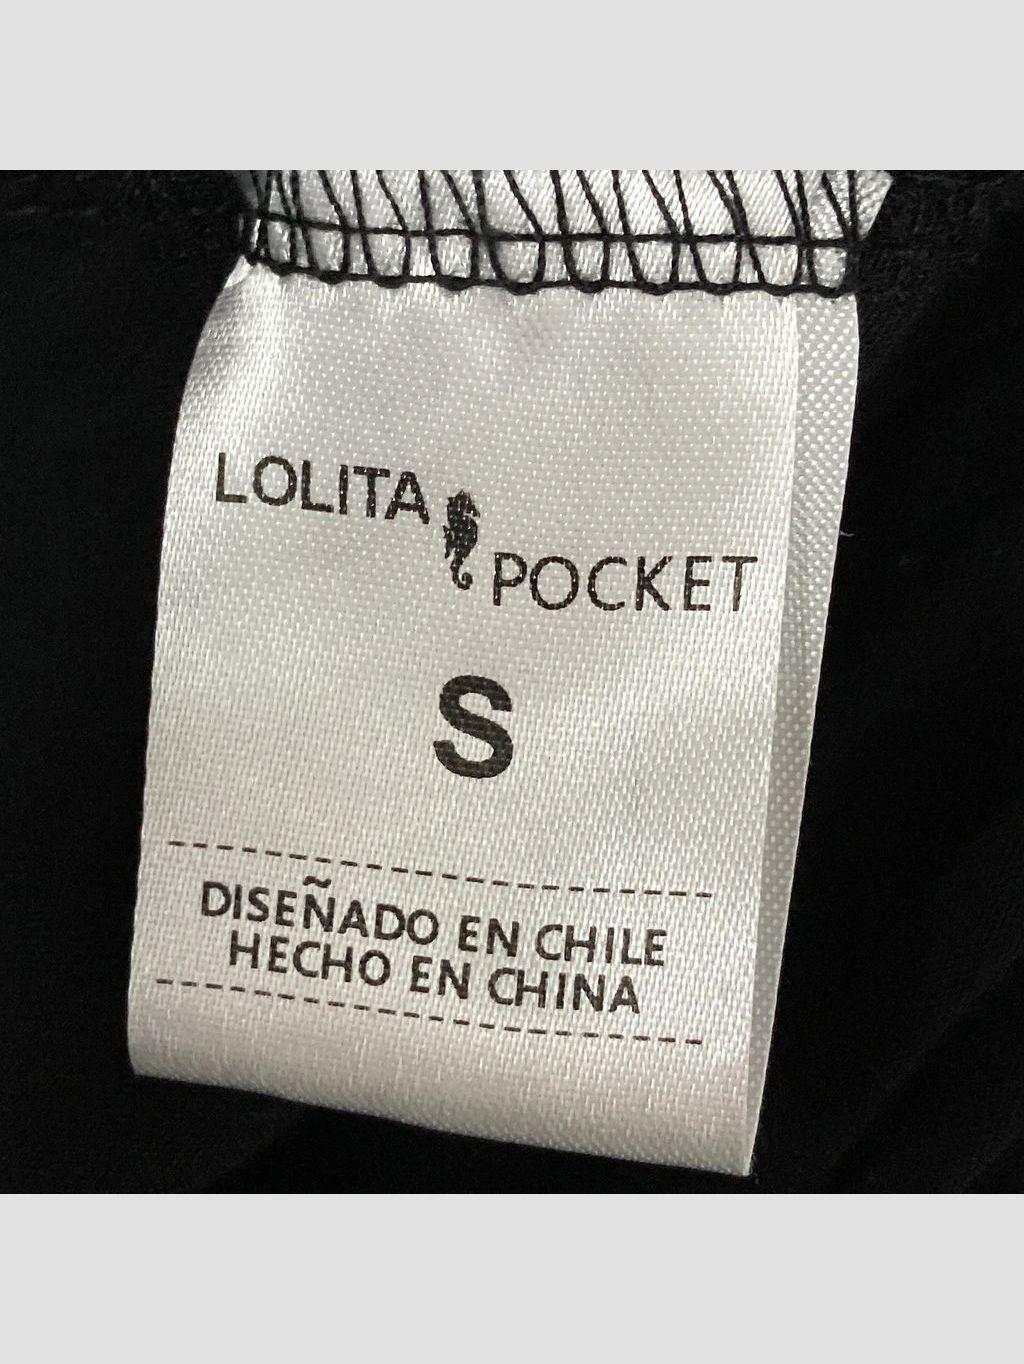 LOLITA
POCKET
S
DISEÑADO EN CHILE
HECHO EN CHINA